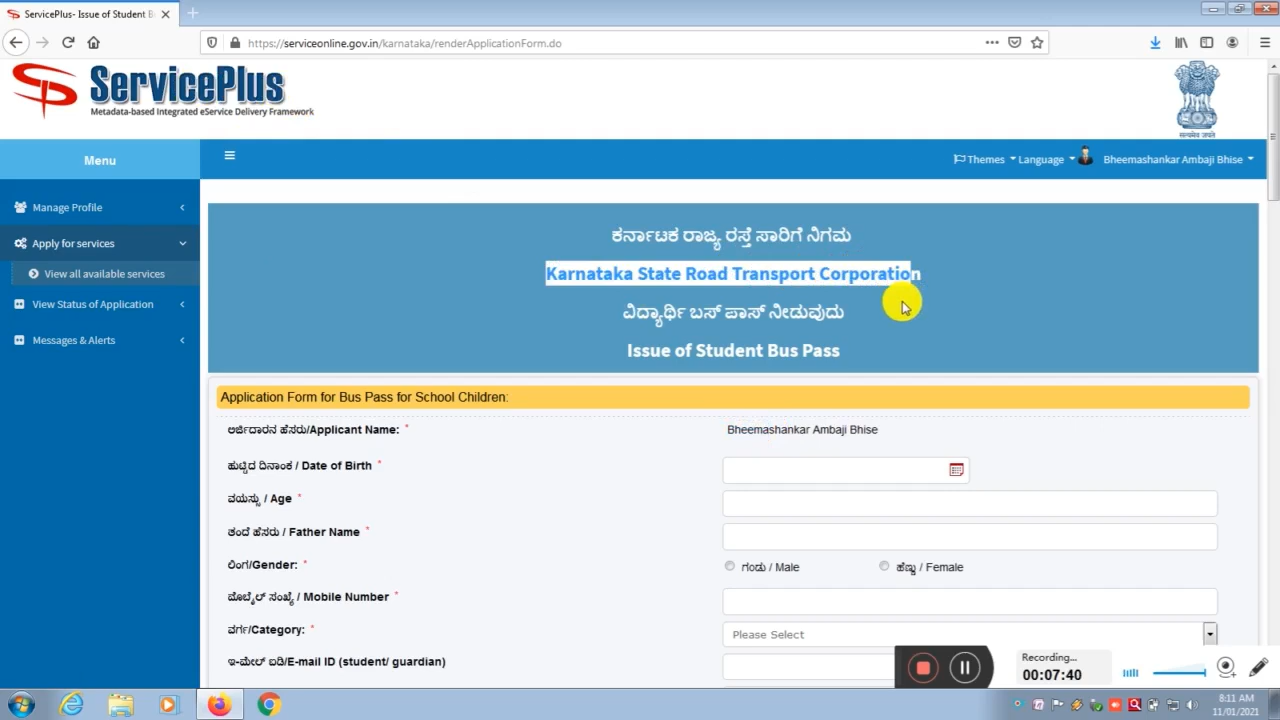 ServicePlus- Issue of Student B
https://serviceonline.gov.in/karnataka/renderApplicationForm.do
ServicePlus
Metadata-based Integrated eService Delivery Framework
सत्यमेव जयते
Menu
Themes Language Bheemashankar Ambaji Bhise
Manage Profile
Apply for services
View all available services
View Status of Application
Messages & Alerts
ಕರ್ನಾಟಕ ರಾಜ್ಯ ರಸ್ತೆ ಸಾರಿಗೆ ನಿಗಮ
Karnataka State Road Transport Corporation
ವಿದ್ಯಾರ್ಥಿ ಬಸ್ ಪಾಸ್ ನೀಡುವುದು
Issue of Student Bus Pass
Application Form for Bus Pass for School Children:
ಅರ್ಜಿದಾರನ ಹೆಸರು/Applicant Name: * Bheemashankar Ambaji Bhise
ಹುಟ್ಟಿದ ದಿನಾಂಕ / Date of Birth *
ವಯಸ್ಸು / Age *
ತಂದೆ ಹೆಸರು / Father Name *
ಲಿಂಗ/Gender: * ಗಂಡು / Male ಹೆಣ್ಣು / Female
ಮೊಬೈಲ್ ಸಂಖ್ಯೆ / Mobile Number *
ವರ್ಗ/Category: * Please Select
ಇ-ಮೇಲ್ ಐಡಿ/E-mail ID (student/ guardian)
Recording...
00:07:40
8:11 AM
11/01/2021